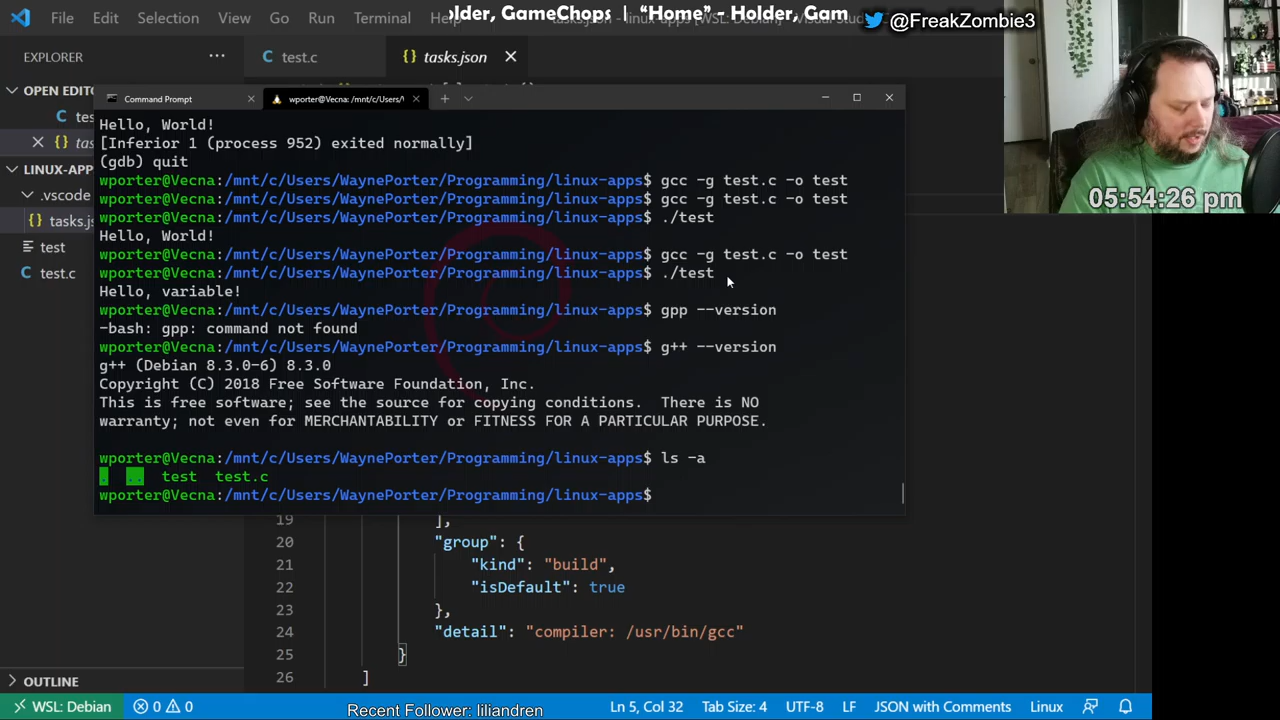 File Edit Selection View Go Run Terminal Hel
older, GameChops | “Home” - Holder, Gam
@FreakZombie3
EXPLORER
test.c
tasks.json
OPEN EDITO
tes
tas
LINUX-APP
.vscode
tasks.js
test
test.c
Command Prompt
wporter@Vecna: /mnt/c/Users/
Hello, World!
[Inferior 1 (process 952) exited normally]
(gdb) quit
wporter@Vecna:/mnt/c/Users/WaynePorter/Programming/linux-apps$ gcc -g test.c -o test
wporter@Vecna:/mnt/c/Users/WaynePorter/Programming/linux-apps$ gcc -g test.c -o test
wporter@Vecna:/mnt/c/Users/WaynePorter/Programming/linux-apps$ ./test
Hello, World!
wporter@Vecna:/mnt/c/Users/WaynePorter/Programming/linux-apps$ gcc -g test.c -o test
wporter@Vecna:/mnt/c/Users/WaynePorter/Programming/linux-apps$ ./test
Hello, variable!
wporter@Vecna:/mnt/c/Users/WaynePorter/Programming/linux-apps$ gpp --version
-bash: gpp: command not found
wporter@Vecna:/mnt/c/Users/WaynePorter/Programming/linux-apps$ g++ --version
g++ (Debian 8.3.0-6) 8.3.0
Copyright (C) 2018 Free Software Foundation, Inc.
This is free software; see the source for copying conditions.  There is NO
warranty; not even for MERCHANTABILITY or FITNESS FOR A PARTICULAR PURPOSE.
wporter@Vecna:/mnt/c/Users/WaynePorter/Programming/linux-apps$ ls -a
.  ..  test  test.c
wporter@Vecna:/mnt/c/Users/WaynePorter/Programming/linux-apps$
05:54:26 pm
19 ],
20 "group": {
21 "kind": "build",
22 "isDefault": true
23 },
24 "detail": "compiler: /usr/bin/gcc"
25 }
26 ]
OUTLINE
WSL: Debian 0 0
Recent Follower: liliandren
Ln 5, Col 32 Tab Size: 4 UTF-8 LF JSON with Comments Linux